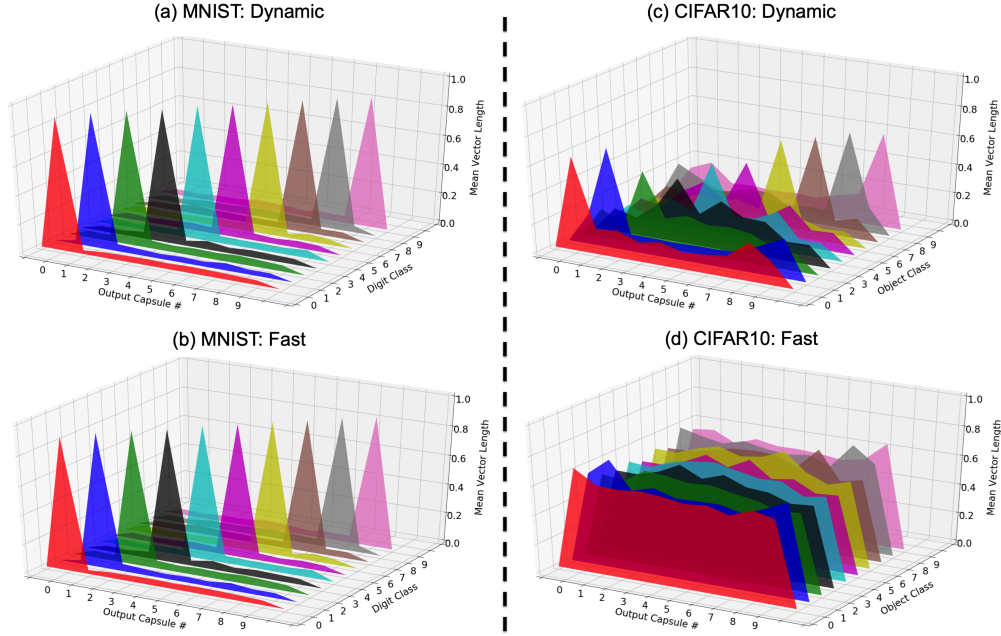 (a) MNIST: Dynamic
1.0
0.8
0.6
0.4
0.2
0.0
Mean Vector Length
0 1 2 3 4 5 6 7 8 9
Output Capsule #
0 1 2 3 4 5 6 7 8 9
Digit Class
(c) CIFAR10: Dynamic
1.0
0.8
0.6
0.4
0.2
0.0
Mean Vector Length
0 1 2 3 4 5 6 7 8 9
Output Capsule #
0 1 2 3 4 5 6 7 8 9
Object Class
(b) MNIST: Fast
1.0
0.8
0.6
0.4
0.2
0.0
Mean Vector Length
0 1 2 3 4 5 6 7 8 9
Output Capsule #
0 1 2 3 4 5 6 7 8 9
Digit Class
(d) CIFAR10: Fast
1.0
0.8
0.6
0.4
0.2
0.0
Mean Vector Length
0 1 2 3 4 5 6 7 8 9
Output Capsule #
0 1 2 3 4 5 6 7 8 9
Object Class